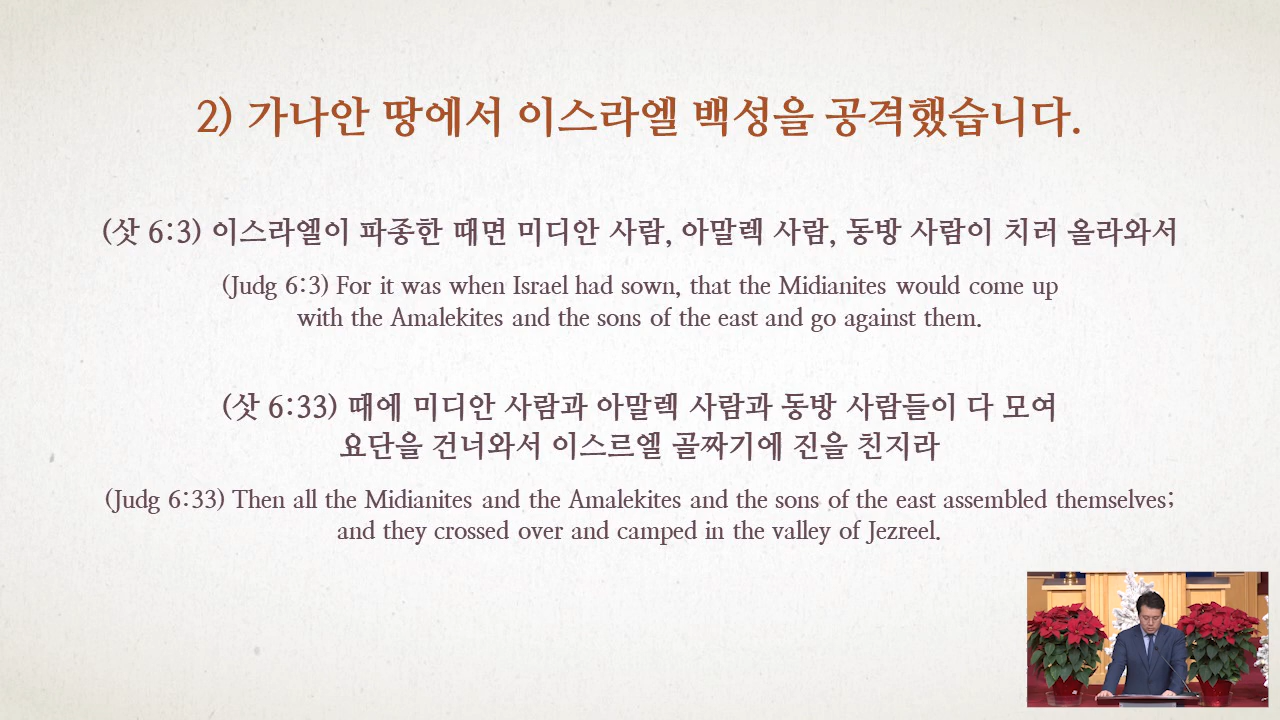 2) 가나안 땅에서 이스라엘 백성을 공격했습니다.
(삿 6:3) 이스라엘이 파종한 때면 미디안 사람, 아말렉 사람, 동방 사람이 치러 올라와서
(Judg 6:3) For it was when Israel had sown, that the Midianites would come up
with the Amalekites and the sons of the east and go against them.
(삿 6:33) 때에 미디안 사람과 아말렉 사람과 동방 사람들이 다 모여
요단을 건너와서 이스르엘 골짜기에 진을 친지라
(Judg 6:33) Then all the Midianites and the Amalekites and the sons of the east assembled themselves;
and they crossed over and camped in the valley of Jezreel.